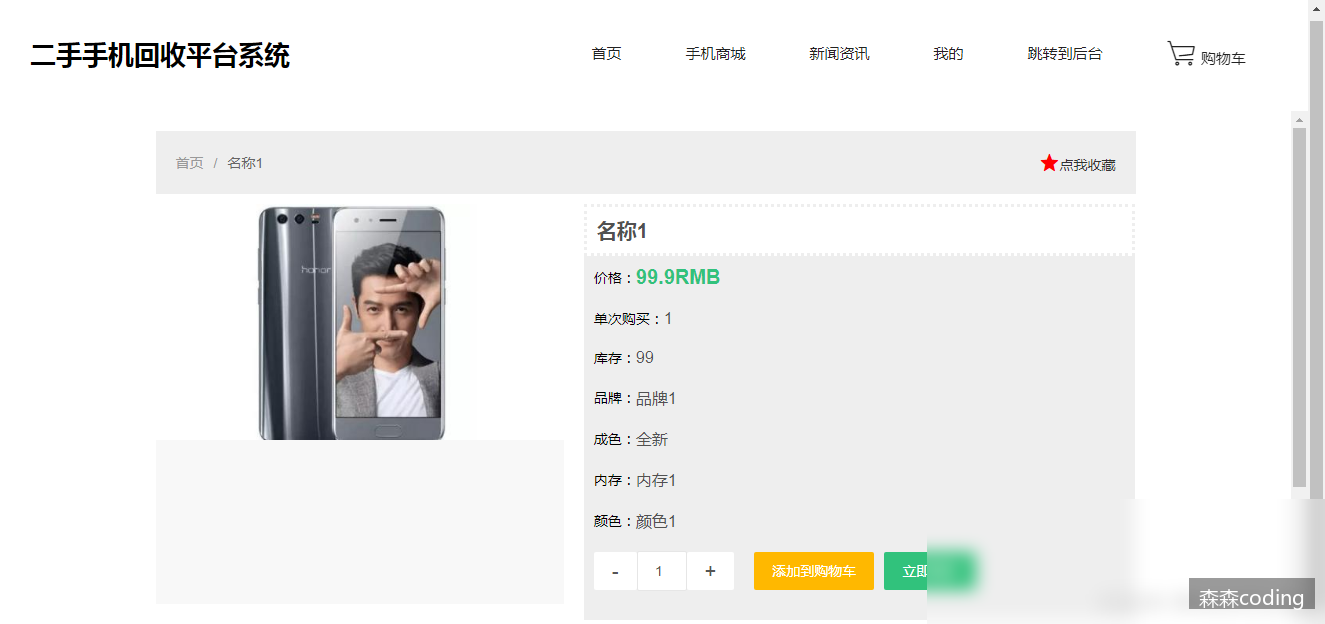 二手手机回收平台系统
首页 手机商城 新闻资讯 我的 跳转到后台 购物车
首页 / 名称1
点我收藏
honor
名称1
价格：99.9RMB
单次购买：1
库存：99
品牌：品牌1
成色：全新
内存：内存1
颜色：颜色1
- 1 +
添加到购物车
立即
森森coding